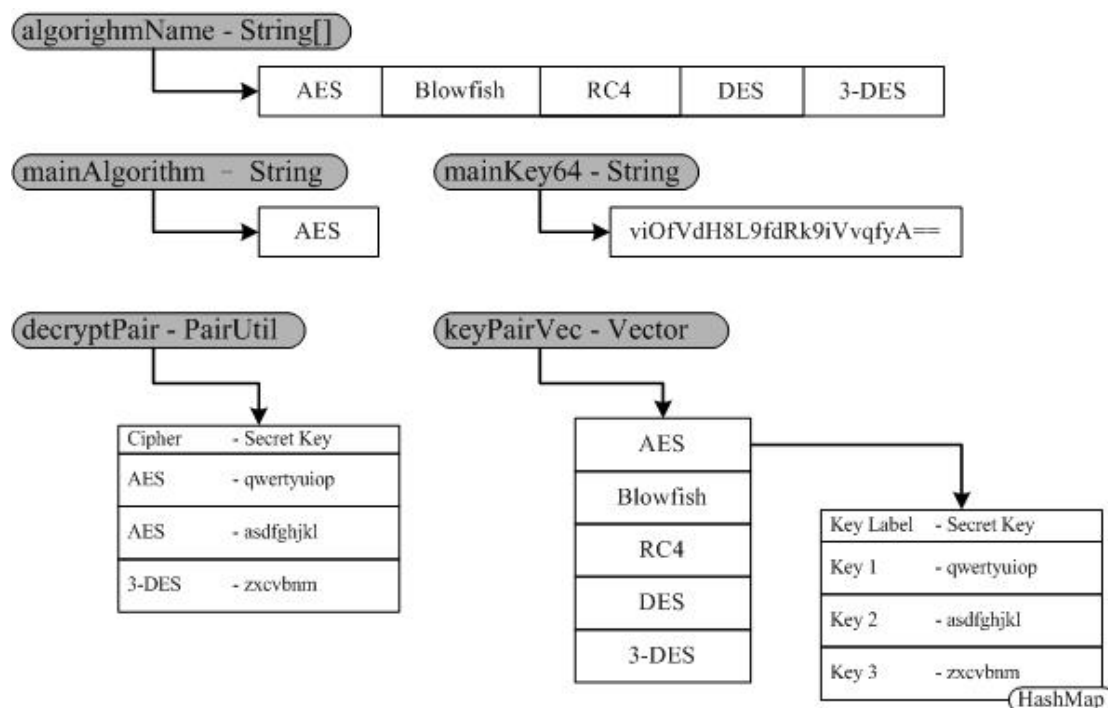 algorighmName - String[]
AES Blowfish RC4 DES 3-DES
mainAlgorithm - String
AES
mainKey64 - String
viOfVdH8L9fdRk9iVvqfyA==
decryptPair - PairUtil
Cipher - Secret Key
AES - qwertyuiop
AES - asdfghjkl
3-DES - zxcvbnm
keyPairVec - Vector
AES
Blowfish
RC4
DES
3-DES
Key Label - Secret Key
Key 1 - qwertyuiop
Key 2 - asdfghjkl
Key 3 - zxcvbnm
HashMap